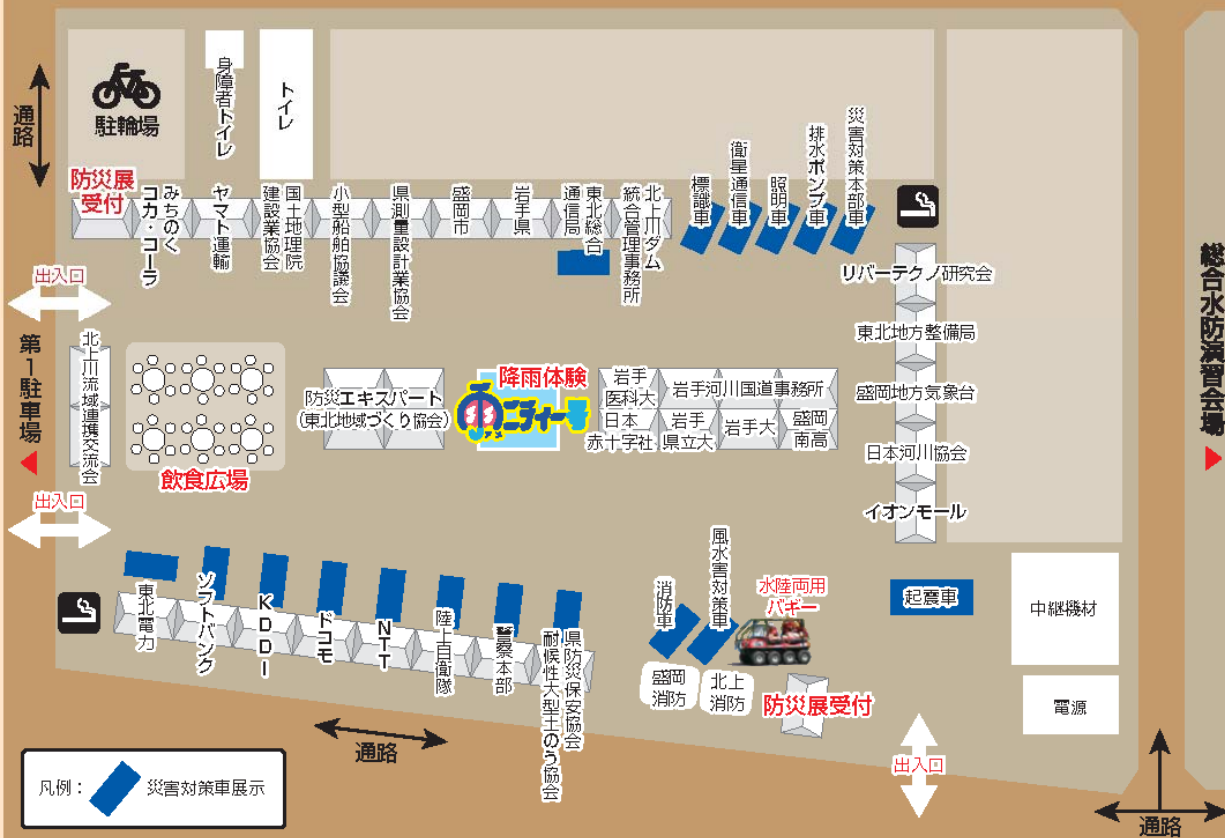 通路
駐輪場
身障者トイレ
トイレ
防災展
受付
みちのく
コカ・コーラ
ヤマト運輸
国土地理院
建設業協会
小型船舶協議会
県測量設計業協会
盛岡市
岩手県
東北総合
通信局
北上川ダム
統合管理事務所
標識車
衛星通信車
照明車
排水ポンプ車
災害対策本部車
出入口
第1駐車場
北上川流域連携交流会
飲食広場
出入口
防災エキスパート
(東北地域づくり協会)
降雨体験
雨ニティー号
アメ
岩手
医科大
岩手河川国道事務所
日本
赤十字社
岩手
県立大
岩手大
盛岡
南高
リバーテクノ研究会
東北地方整備局
盛岡地方気象台
日本河川協会
イオンモール
総合水防演習会場
東北電力
ソフトバンク
KDDI
ドコモ
NTT
陸上自衛隊
警察本部
県防災保安協会
耐候性大型土のう協会
消防車
風水害対策車
水陸両用
バギー
盛岡
消防
北上
消防
防災展受付
起震車
中継機材
電源
出入口
通路
通路
凡例：
災害対策車展示